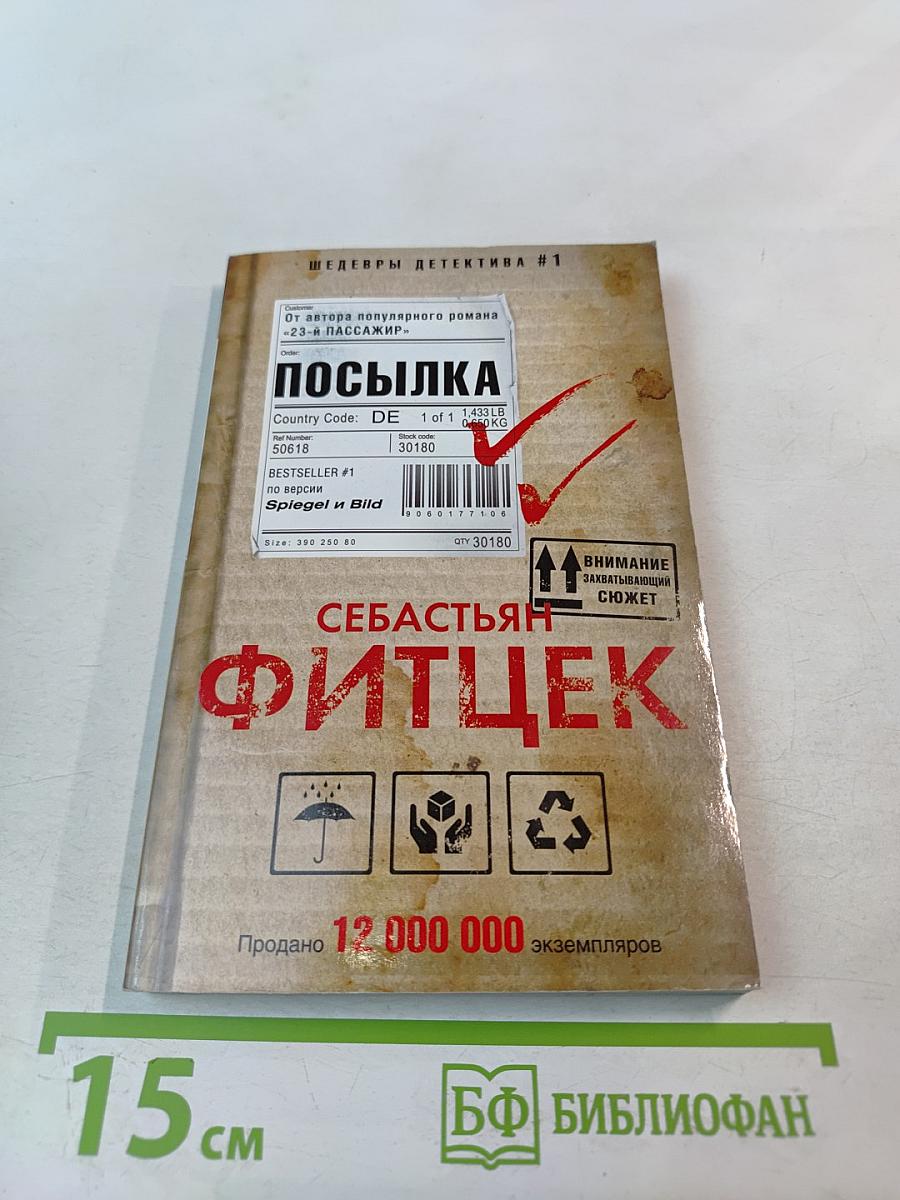 ШЕДЕВРЫ ДЕТЕКТИВА #1
Customer
От автора популярного романа
«23-й ПАССАЖИР»
Order:
ПОСЫЛКА
Country Code: DE 1 of 1 1,433 LB
0,650 KG
Ref Number: Stock code:
50618 30180
BESTSELLER #1
по версии
Spiegel и Bild
9060177106
Size: 390 250 80 QTY 30180
ВНИМАНИЕ
ЗАХВАТЫВАЮЩИЙ
СЮЖЕТ
СЕБАСТЬЯН
ФИТЦЕК
Продано 12 000 000 экземпляров
15 см
БФ БИБЛИОФАН